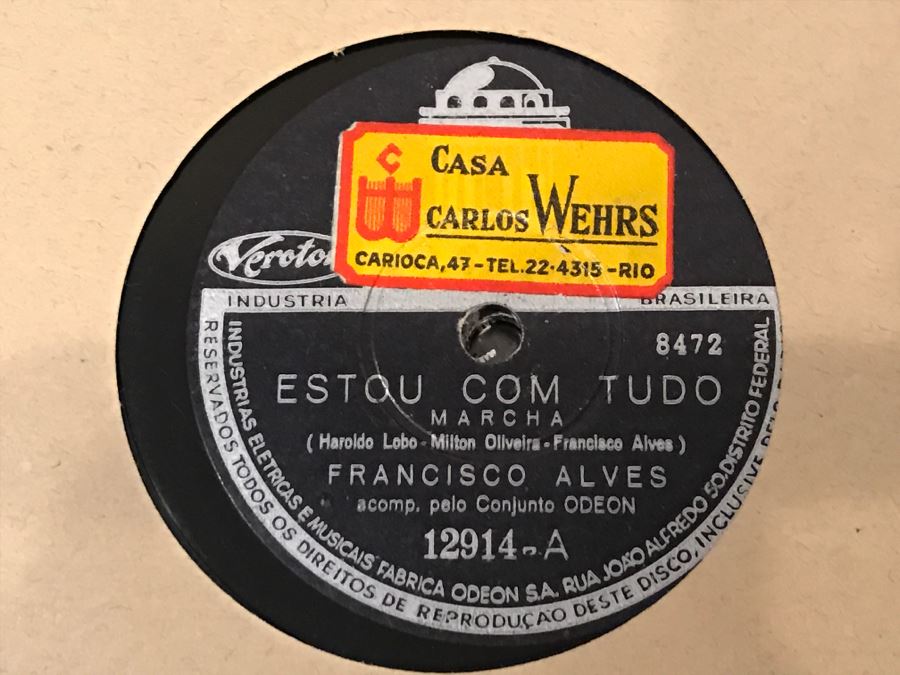 CASA
CARLOS WEHRS
CARIOCA, 47 - TEL. 22-4315 - RIO
INDUSTRIA BRASILEIRA
8472
ESTOU COM TUDO
MARCHA
( Haroldo Lobo - Milton Oliveira - Francisco Alves )
FRANCISCO ALVES
acomp. pelo Conjunto ODEON
12914-A
INDUSTRIAS ELETRICAS E MUSICAIS FABRICA ODEON S.A. RUA JOÃO ALFREDO 50. DISTRITO FEDERAL
RESERVADOS TODOS OS DIREITOS DE REPRODUÇÃO DESTE DISCO, INCLUSIVE